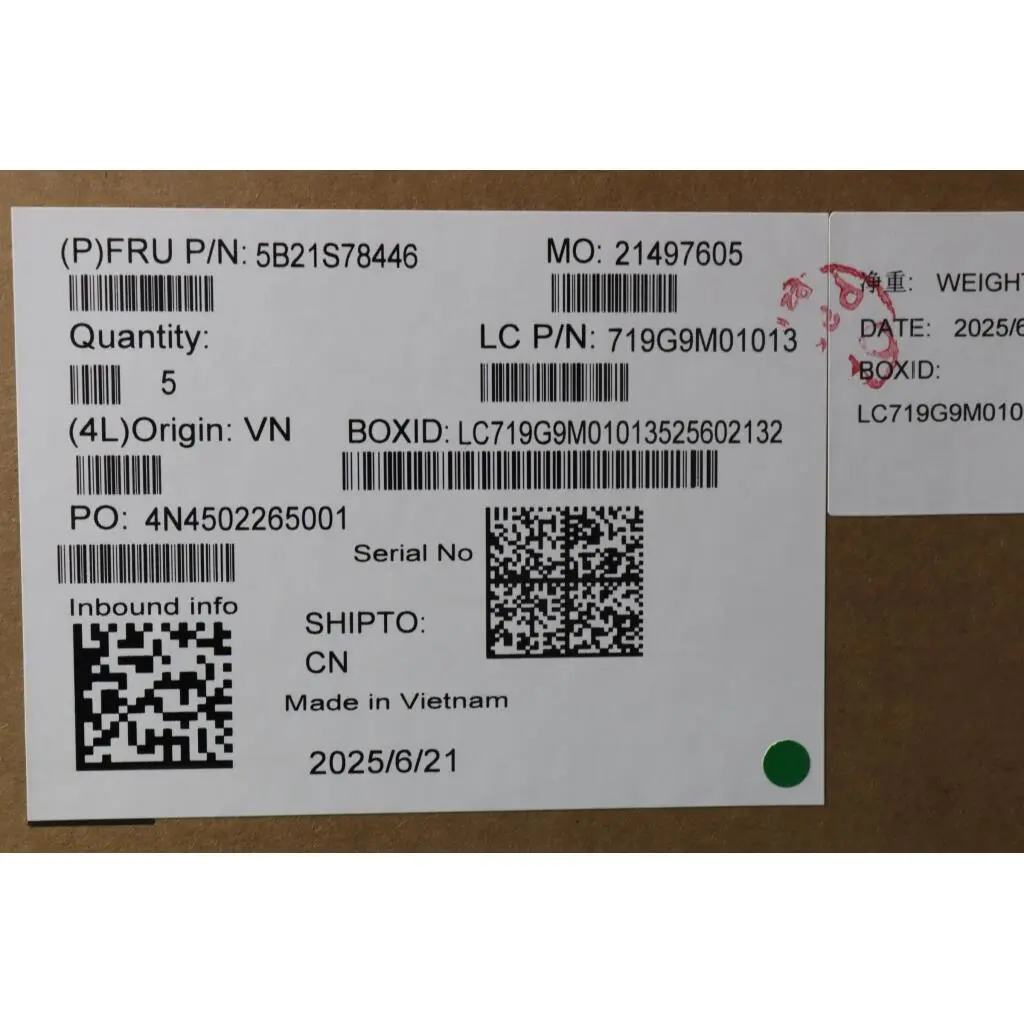 (P)FRU P/N: 5B21S78446
MO: 21497605
Quantity:
5
LC P/N: 719G9M01013
(4L)Origin: VN
BOXID: LC719G9M01013525602132
PO: 4N4502265001
Serial No
Inbound info
SHIPTO:
CN
Made in Vietnam
2025/6/21
净重: WEIGHT
DATE: 2025/6
BOXID:
LC719G9M010